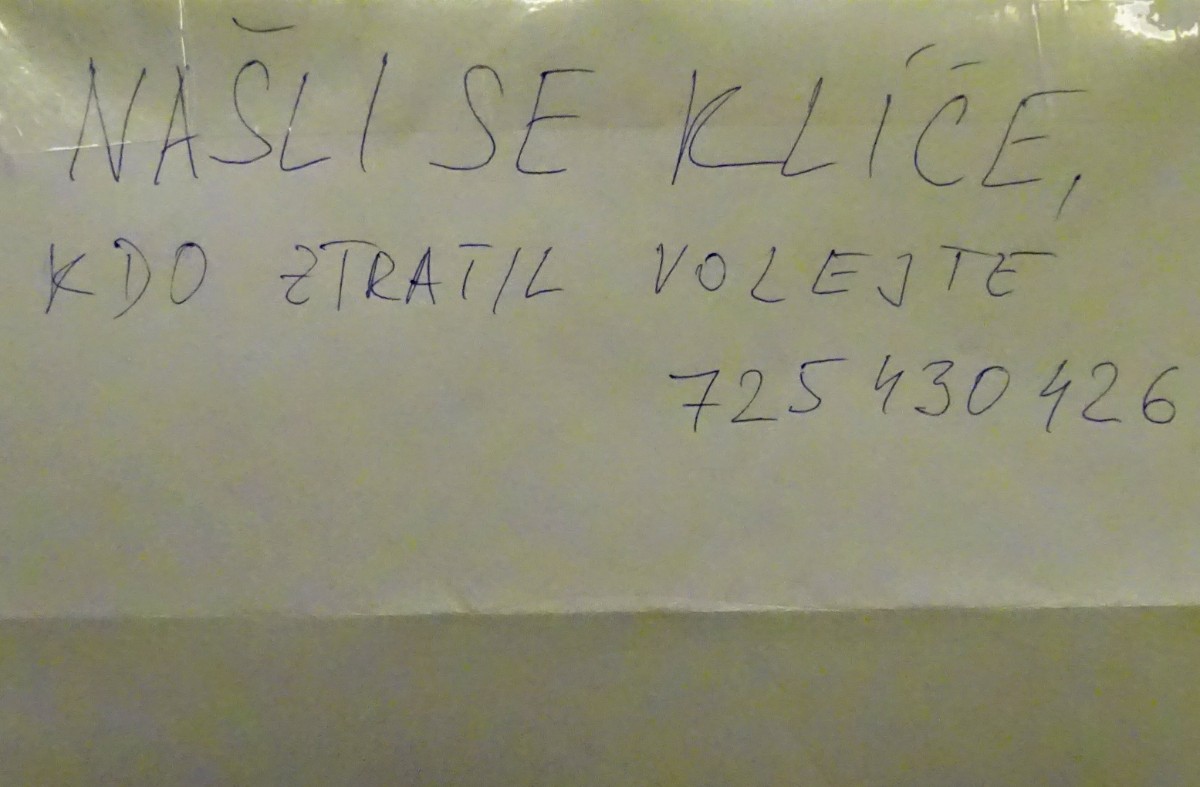 NAŠLI SE KLÍČE,
KDO ZTRATIL VOLEJTE
725 430 426